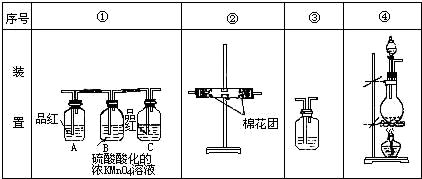 序号 ① ② ③ ④
装置
品红 品红
A B C
硫酸酸化的
浓KMnO₄溶液
棉花团